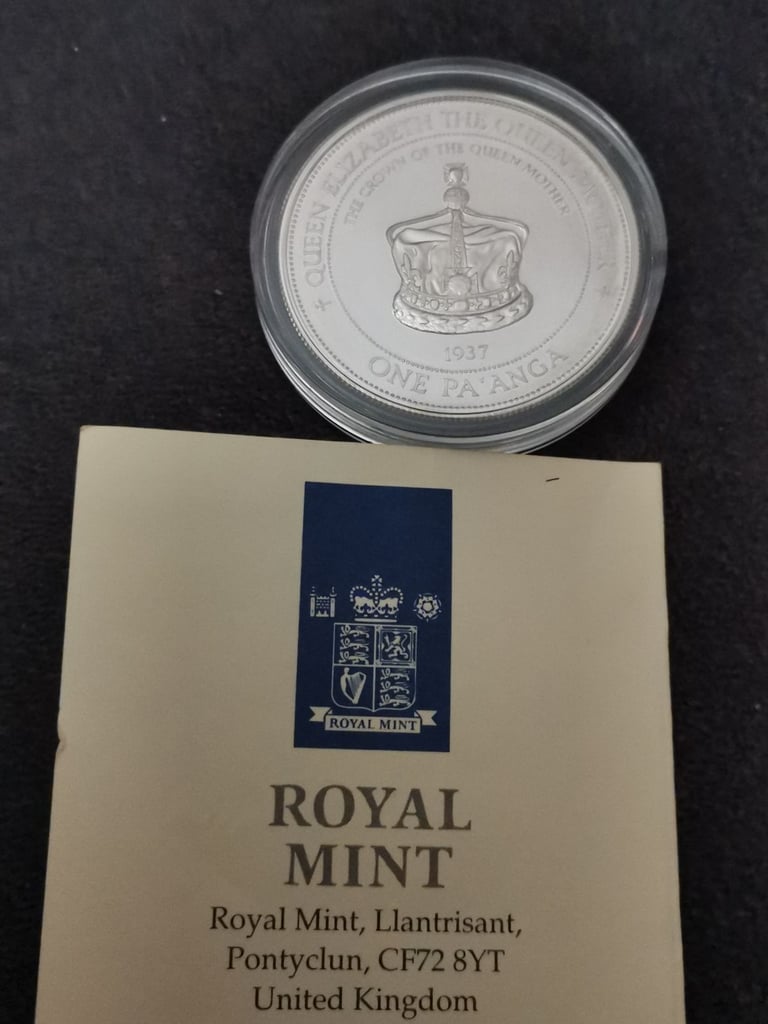 QUEEN ELIZABETH THE QUEEN MOTHER
THE CROWN OF THE QUEEN MOTHER
1937
ONE PA'ANGA
ROYAL MINT
ROYAL
MINT
Royal Mint, Llantrisant,
Pontyclun, CF72 8YT
United Kingdom